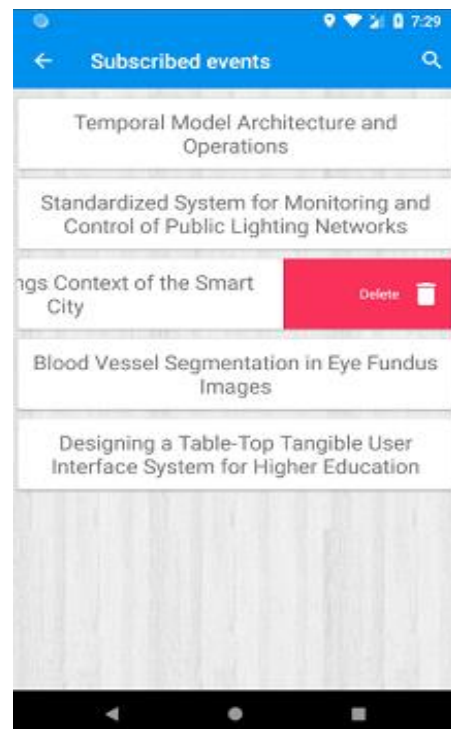 7:29
Subscribed events
Temporal Model Architecture and
Operations
Standardized System for Monitoring and
Control of Public Lighting Networks
ngs Context of the Smart
City
Delete
Blood Vessel Segmentation in Eye Fundus
Images
Designing a Table-Top Tangible User
Interface System for Higher Education